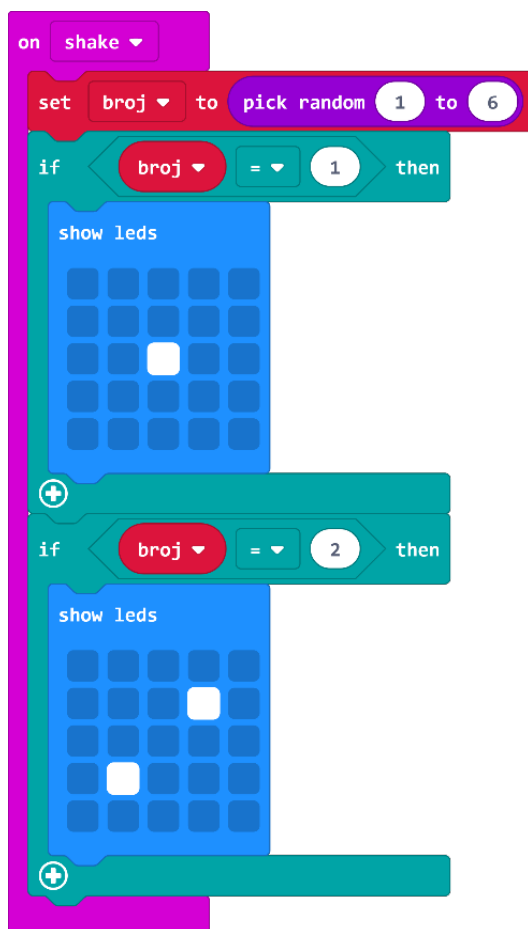 on shake
set broj to pick random 1 to 6
if broj = 1 then
show leds
if broj = 2 then
show leds